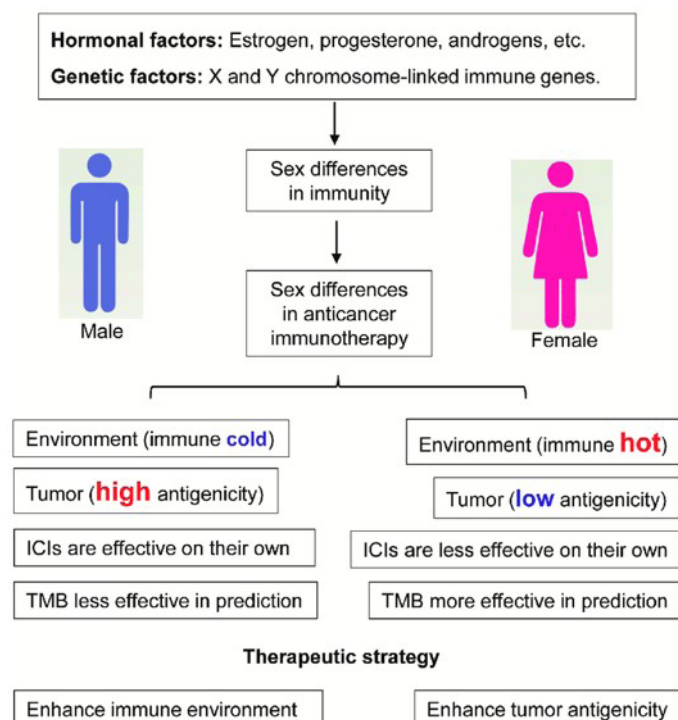 Hormonal factors: Estrogen, progesterone, androgens, etc.
Genetic factors: X and Y chromosome-linked immune genes.
Sex differences
in immunity
Male
Sex differences
in anticancer
immunotherapy
Female
Environment (immune cold)
Environment (immune hot)
Tumor (high antigenicity)
Tumor (low antigenicity)
ICIs are effective on their own
ICIs are less effective on their own
TMB less effective in prediction
TMB more effective in prediction
Therapeutic strategy
Enhance immune environment
Enhance tumor antigenicity